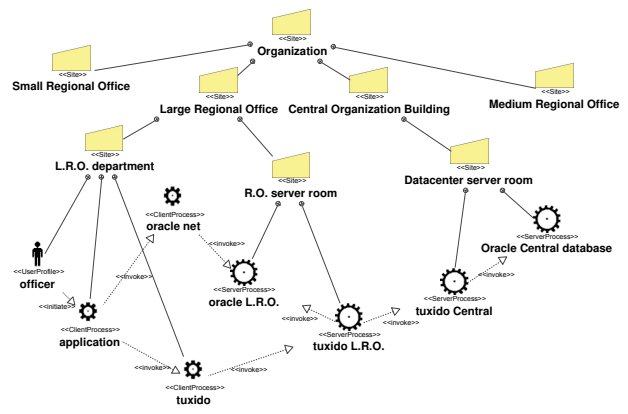 <<Site>>
Organization
<<Site>>
Small Regional Office
<<Site>>
Large Regional Office
<<Site>>
Central Organization Building
<<Site>>
Medium Regional Office
<<Site>>
L.R.O. department
<<Site>>
R.O. server room
<<Site>>
Datacenter server room
<<ClientProcess>>
oracle net
<<invoke>>
<<ServerProcess>>
Oracle Central database
<<UserProfile>>
officer
<<invoke>>
<<ServerProcess>>
oracle L.R.O.
<<invoke>>
<<ServerProcess>>
tuxido Central
<<initiate>>
<<ClientProcess>>
application
<<invoke>>
<<invoke>>
<<ServerProcess>>
tuxido L.R.O.
<<invoke>>
<<invoke>>
<<ClientProcess>>
tuxido